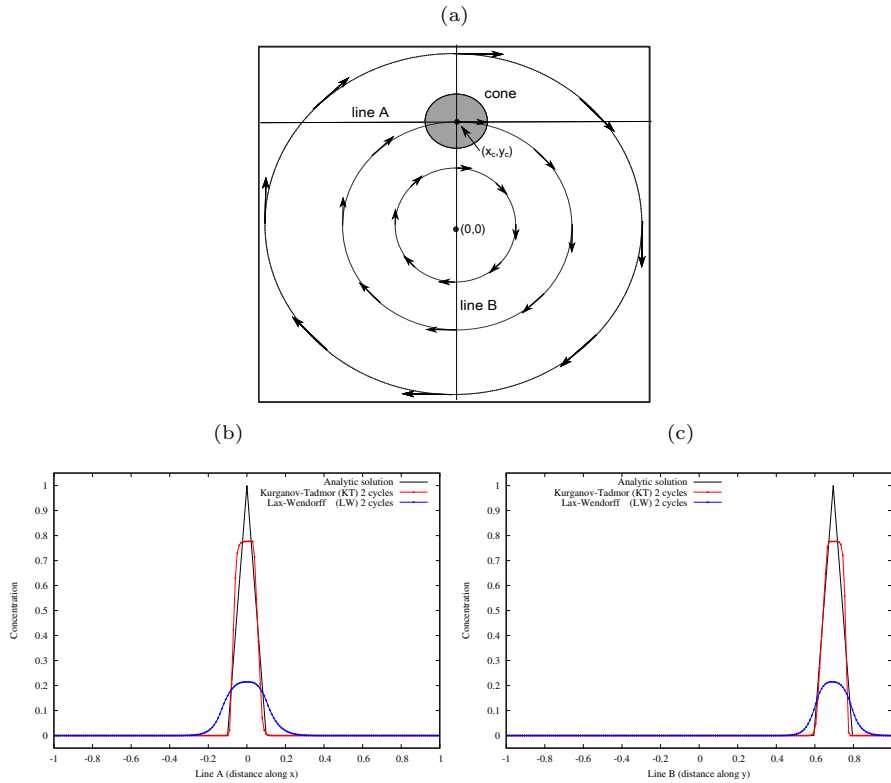 (a)
cone
line A
(x_c,y_c)
(0,0)
line B
(b)
(c)
Analytic solution
Kurganov-Tadmor (KT) 2 cycles
Lax-Wendorff (LW) 2 cycles
1
0.9
0.8
0.7
0.6
0.5
0.4
0.3
0.2
0.1
0
Concentration
-1
-0.8
-0.6
-0.4
-0.2
0
0.2
0.4
0.6
0.8
1
Line A (distance along x)
Analytic solution
Kurganov-Tadmor (KT) 2 cycles
Lax-Wendorff (LW) 2 cycles
1
0.9
0.8
0.7
0.6
0.5
0.4
0.3
0.2
0.1
0
Concentration
-1
-0.8
-0.6
-0.4
-0.2
0
0.2
0.4
0.6
0.8
Line B (distance along y)